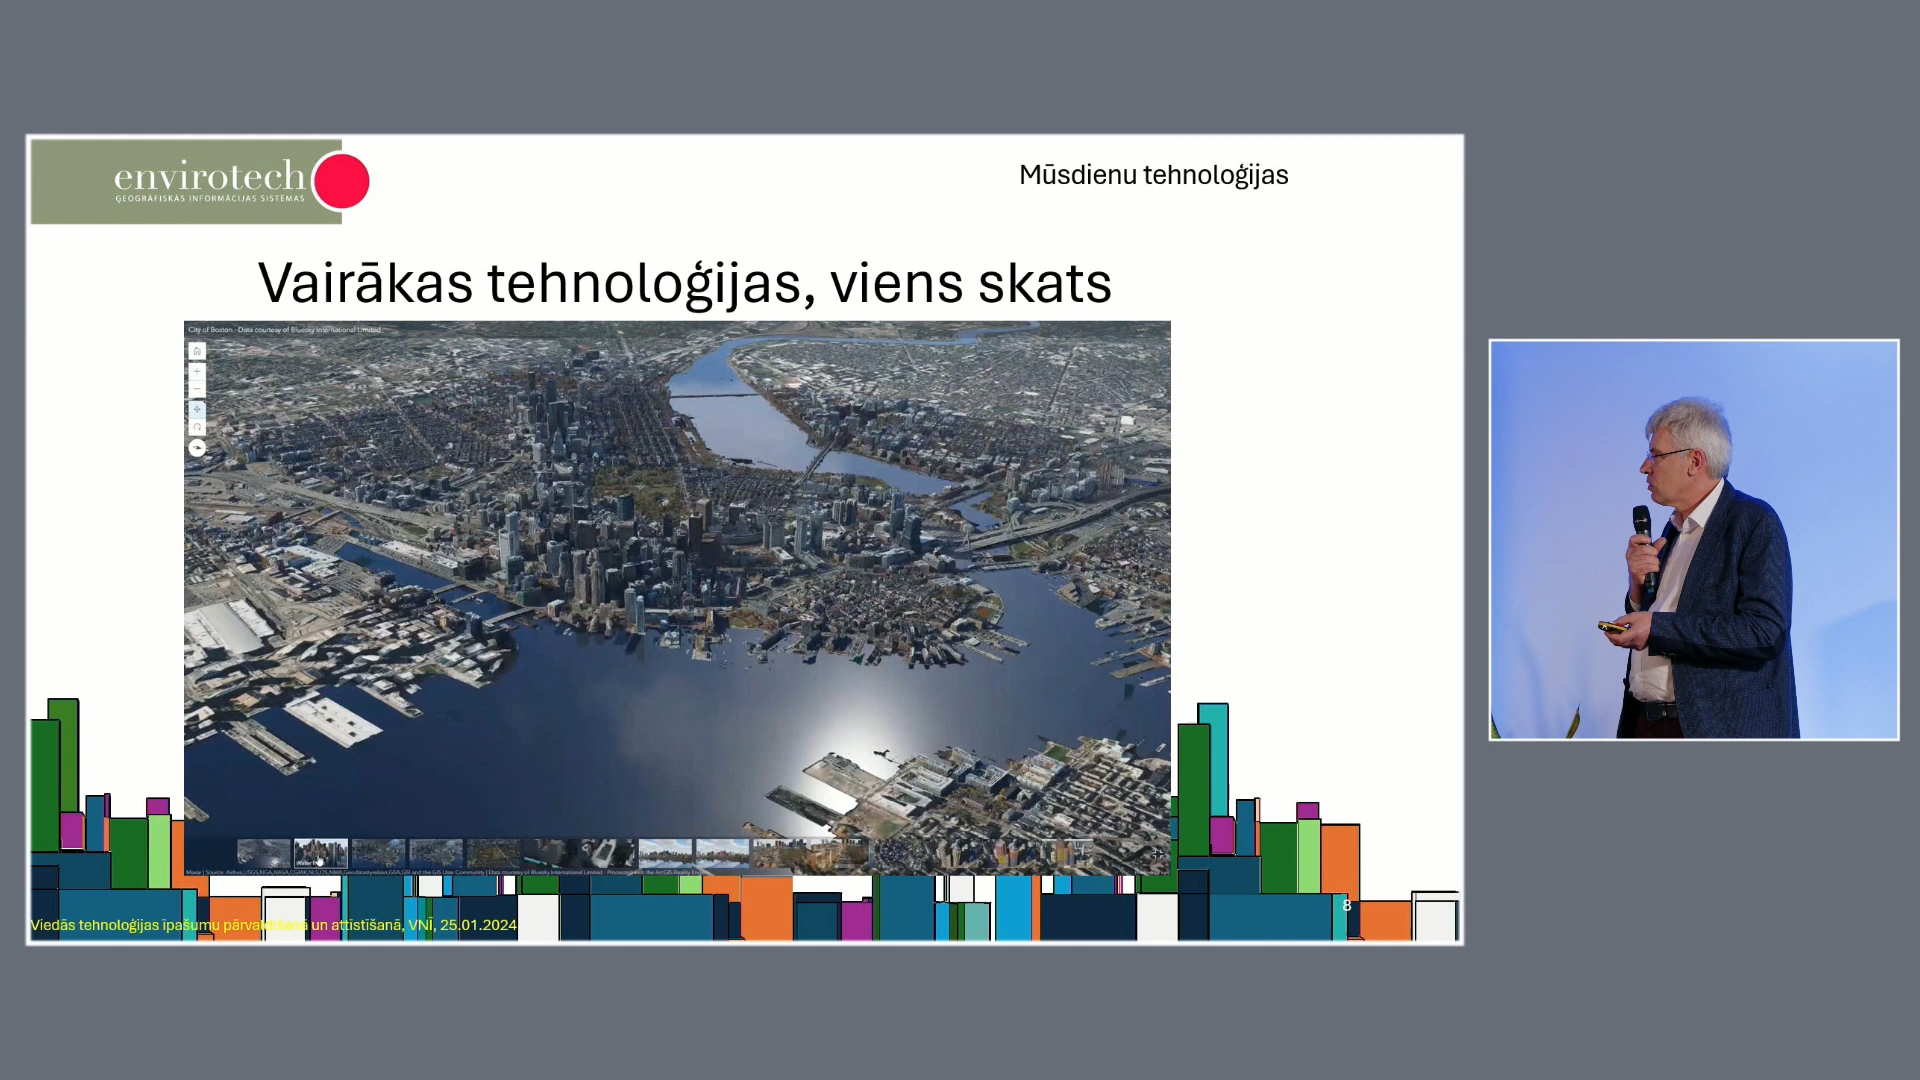 envirotech
ĢEOGRĀFISKĀS INFORMĀCIJAS SISTĒMAS
Mūsdienu tehnoloģijas
Vairākas tehnoloģijas, viens skats
City of Boston - Data courtesy of Bluesky International Limited
8
Viedās tehnoloģijas īpašumu pārvaldīšanā un attīstīšanā, VNĪ, 25.01.2024